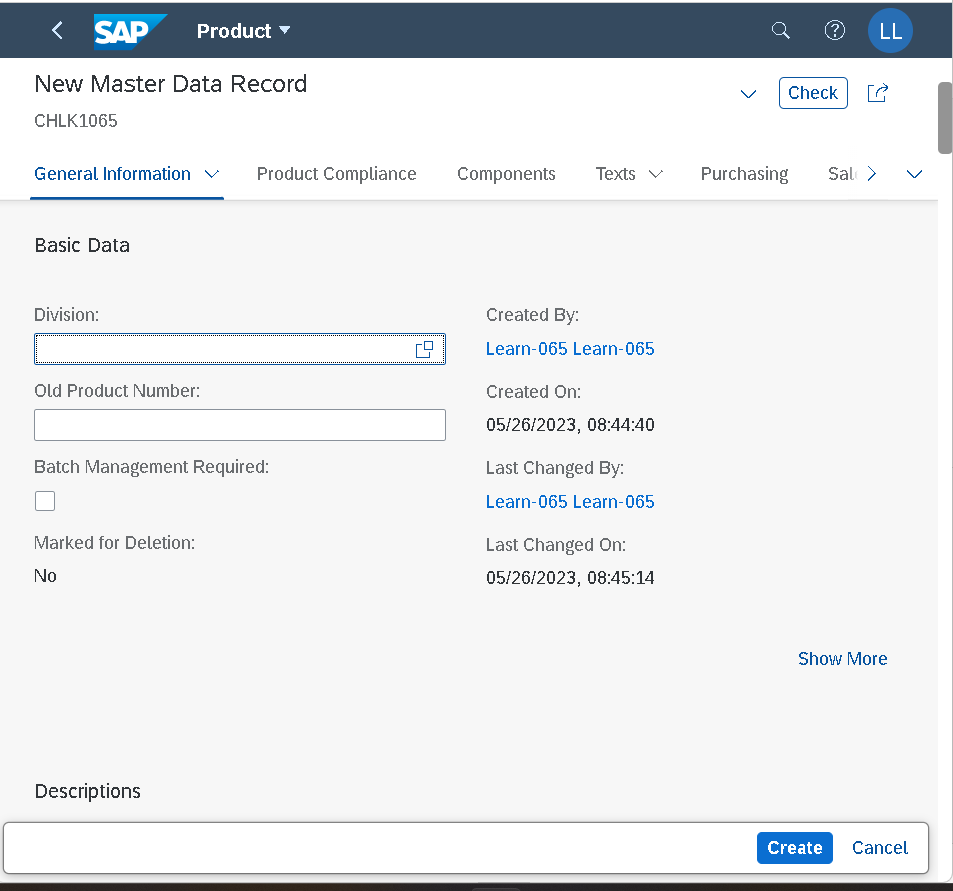 SAP Product
LL
New Master Data Record
Check
CHLK1065
General Information Product Compliance Components Texts Purchasing Sal
Basic Data
Division:
Created By:
Learn-065 Learn-065
Old Product Number:
Created On:
05/26/2023, 08:44:40
Batch Management Required:
Last Changed By:
Learn-065 Learn-065
Marked for Deletion:
Last Changed On:
No
05/26/2023, 08:45:14
Show More
Descriptions
Create Cancel